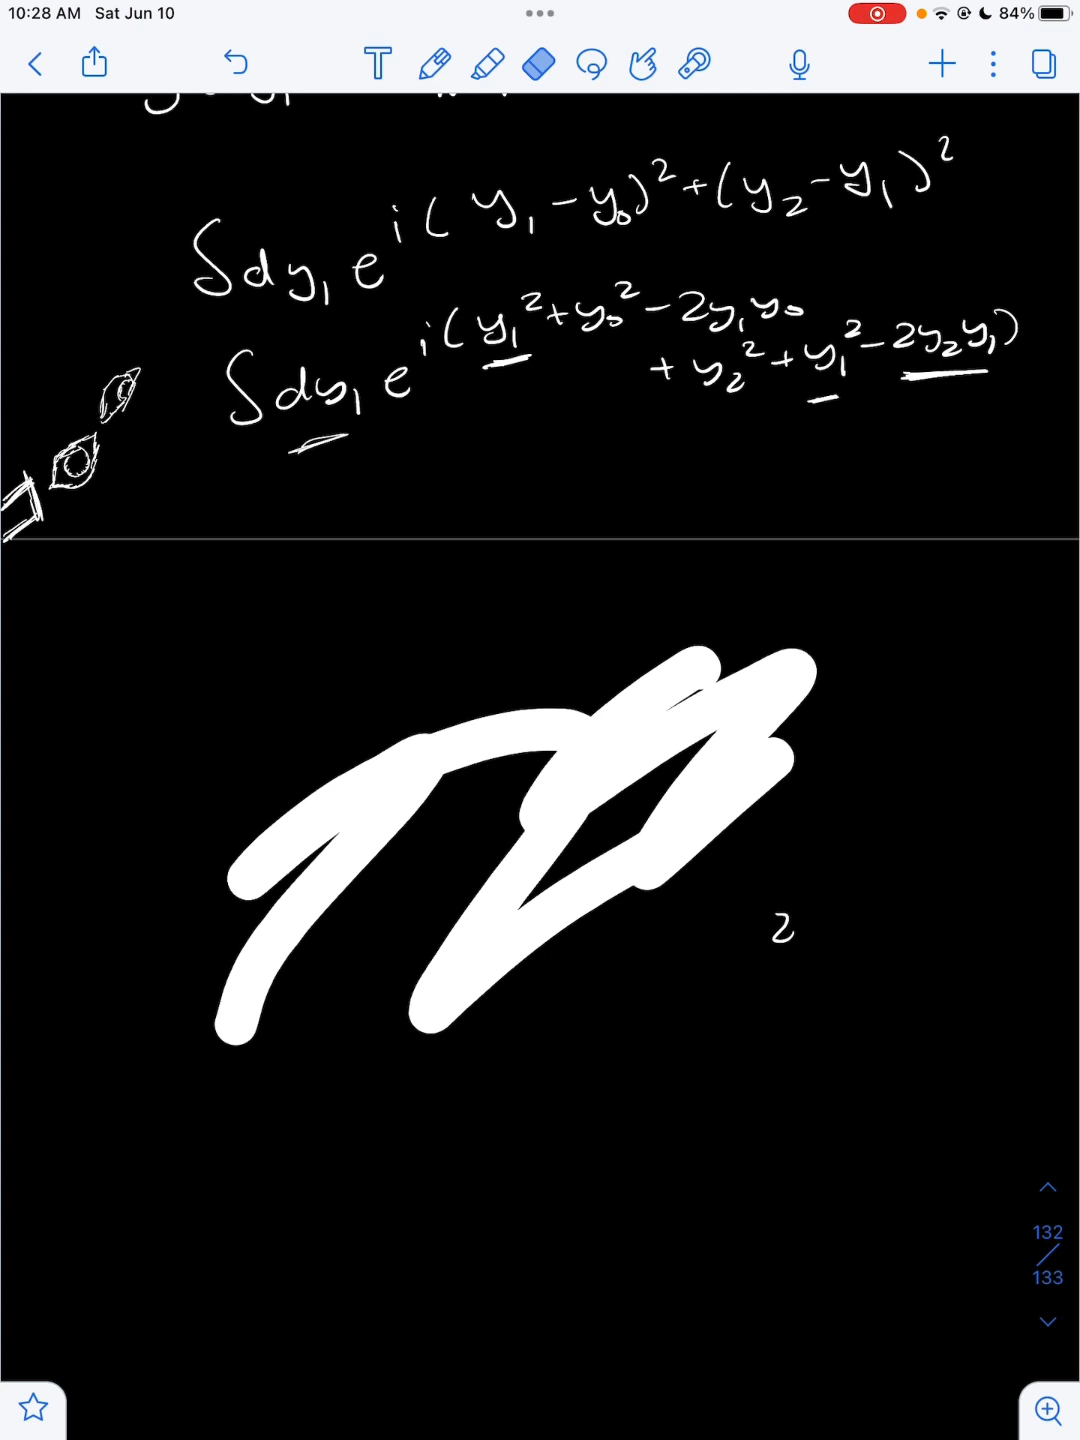 10:28 AM Sat Jun 10 84%
T
∫dy₁ e^{i(y₁-y₀)²+(y₂-y₁)²}
∫dy₁ e^{i(y₁²+y₀²-2y₁y₀
+y₂²+y₁²-2y₂y₁)}
2
132
133